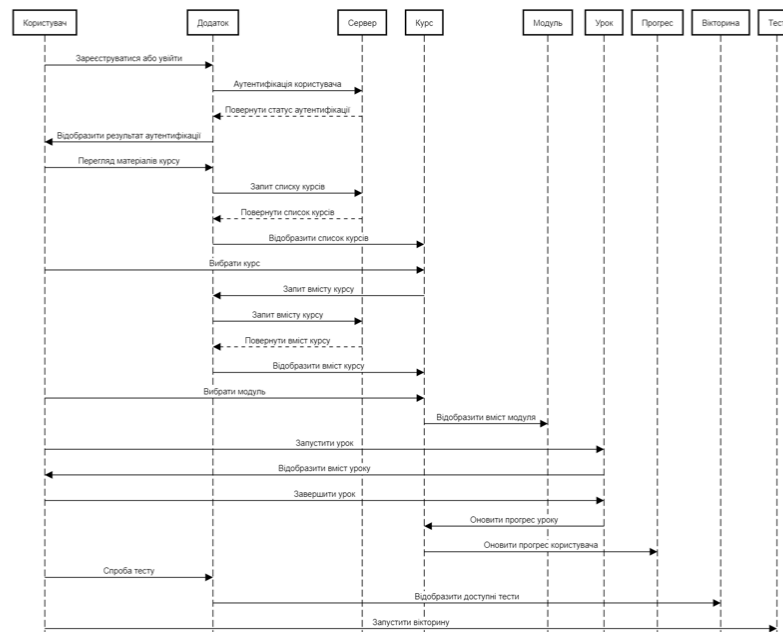 Користувач
Додаток
Сервер
Курс
Модуль
Урок
Прогрес
Вікторина
Тест
Зареєструватися або увійти
Аутентифікація користувача
Повернути статус аутентифікації
Відобразити результат аутентифікації
Перегляд матеріалів курсу
Запит списку курсів
Повернути список курсів
Відобразити список курсів
Вибрати курс
Запит вмісту курсу
Запит вмісту курсу
Повернути вміст курсу
Відобразити вміст курсу
Вибрати модуль
Відобразити вміст модуля
Запустити урок
Відобразити вміст уроку
Завершити урок
Оновити прогрес уроку
Оновити прогрес користувача
Спроба тесту
Відобразити доступні тести
Запустити вікторину